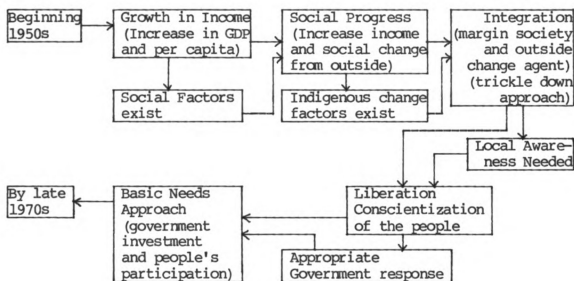 Beginning
1950s
Growth in Income
(Increase in GDP
and per capita)
Social Progress
(Increase income
and social change
from outside)
Integration
(margin society
and outside
change agent)
(trickle down
approach)
Social Factors
exist
Indigenous change
factors exist
Local Aware-
ness Needed
By late
1970s
Basic Needs
Approach
(government
investment
and people's
participation)
Liberation
Conscientization
of the people
Appropriate
Government response